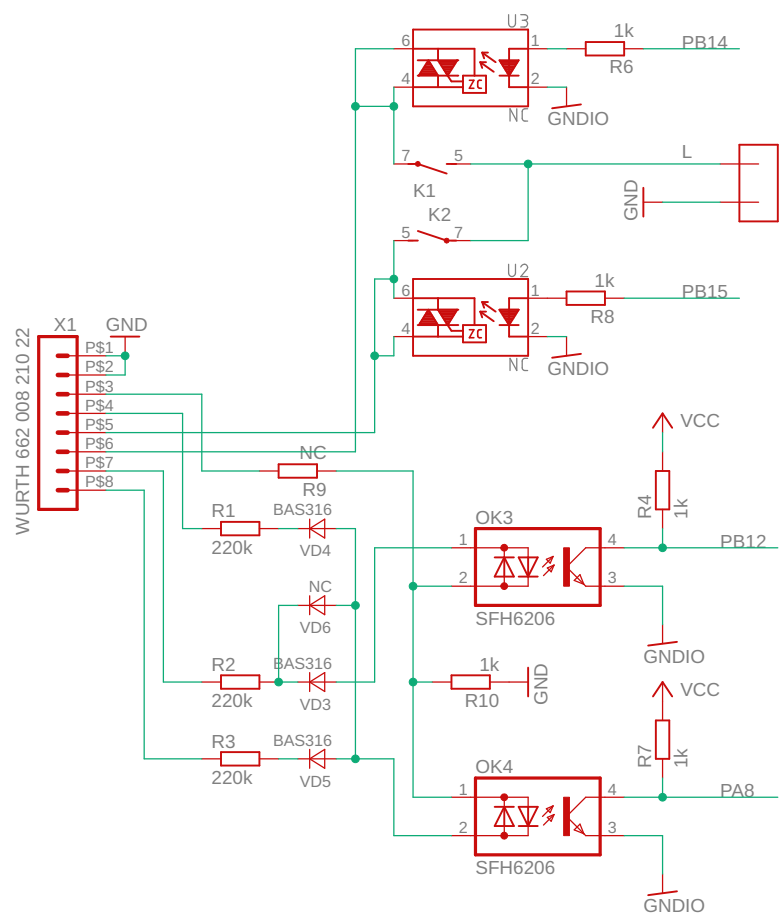 U3
6
1
1k
PB14
4
ZC
2
R6
NC
GNDIO
7
5
L
K1
GND
K2
5
7
U2
6
1
1k
PB15
4
ZC
2
R8
NC
GNDIO
X1
GND
WURTH 662 008 210 22
P$1
P$2
P$3
P$4
P$5
P$6
P$7
P$8
NC
R9
VCC
R4
1k
R1
220k
BAS316
VD4
OK3
1
4
PB12
2
3
SFH6206
GNDIO
NC
VD6
R2
220k
BAS316
VD3
1k
R10
GND
VCC
R7
1k
R3
220k
BAS316
VD5
OK4
1
4
PA8
2
3
SFH6206
GNDIO